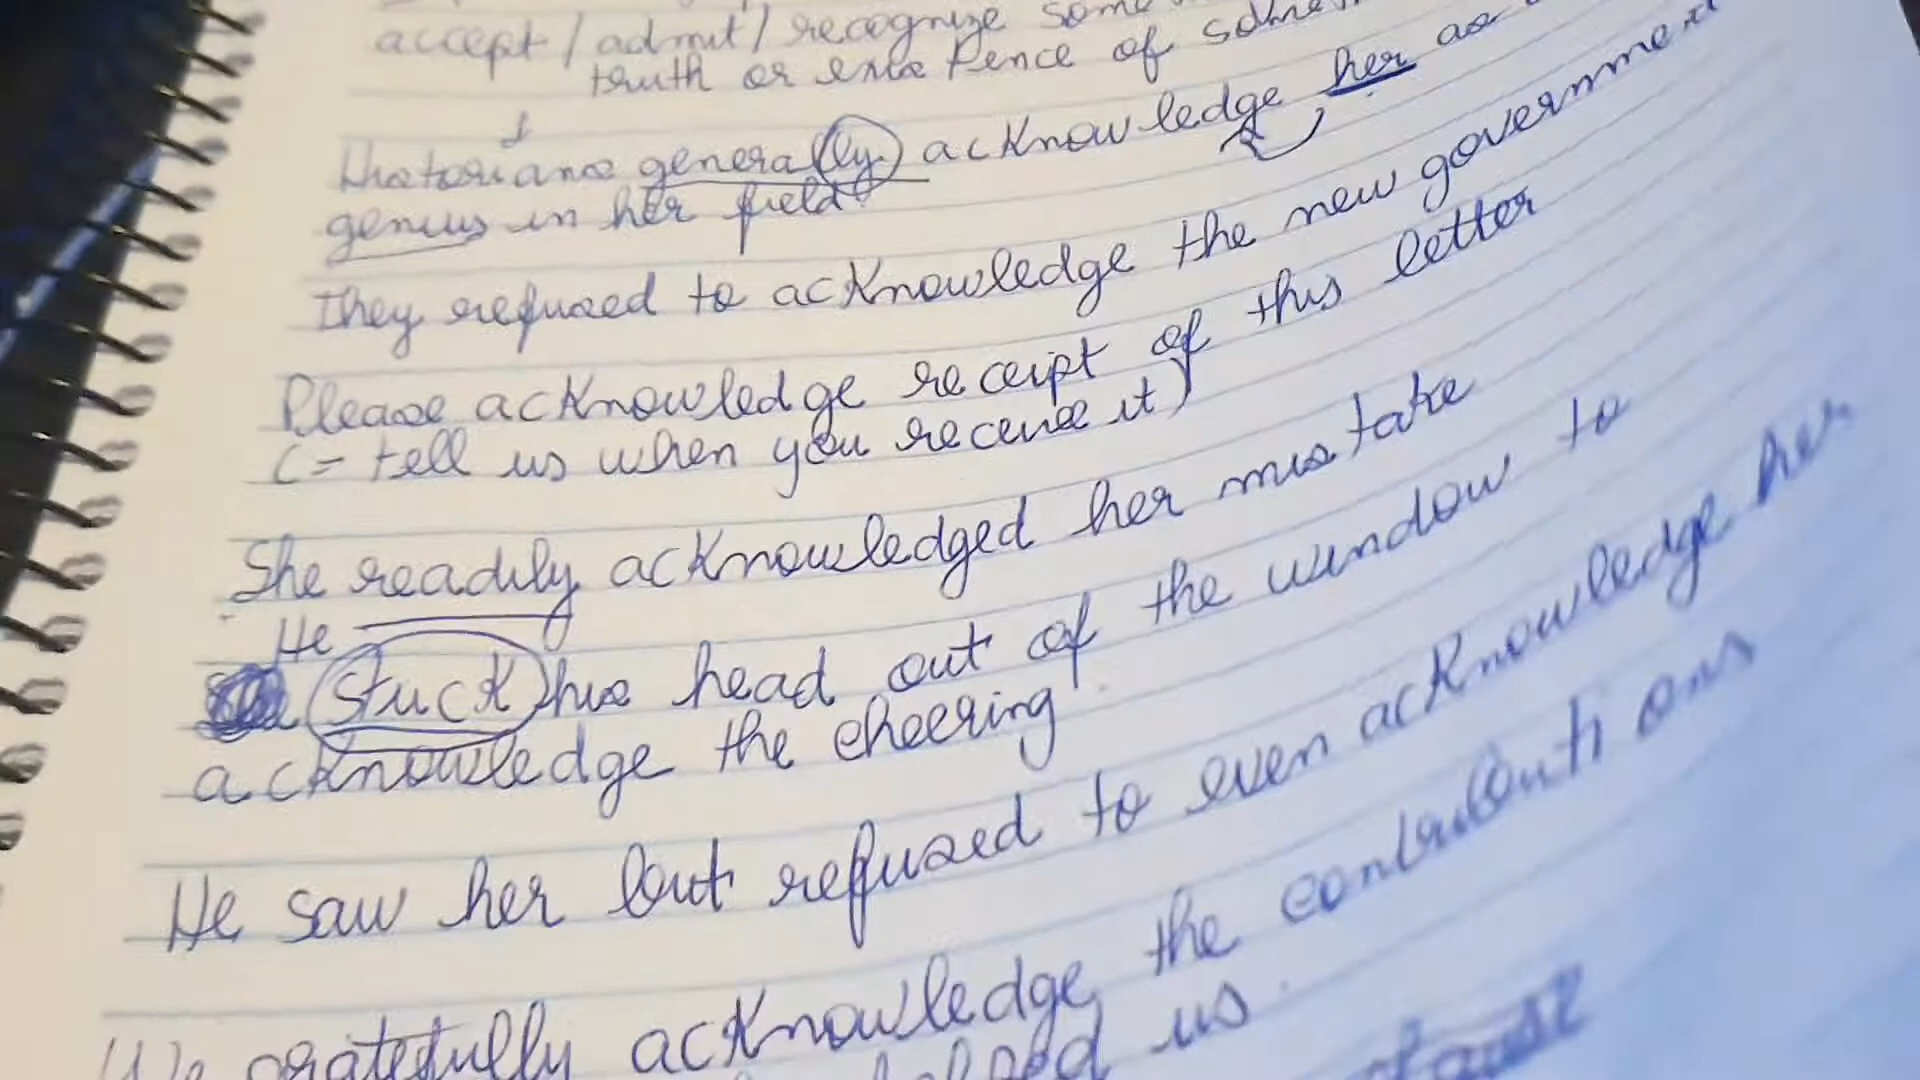 accept / admit / recognize some
truth or existence of some
Historians generally acknowledge her as
genius in her field.
They refused to acknowledge the new government
Please acknowledge receipt of this letter
(= tell us when you receive it)
She readily acknowledged her mistake
He
stuck his head out of the window to
acknowledge the cheering
He saw her but refused to even acknowledge her.
We gratefully acknowledge the contributions
helped us.